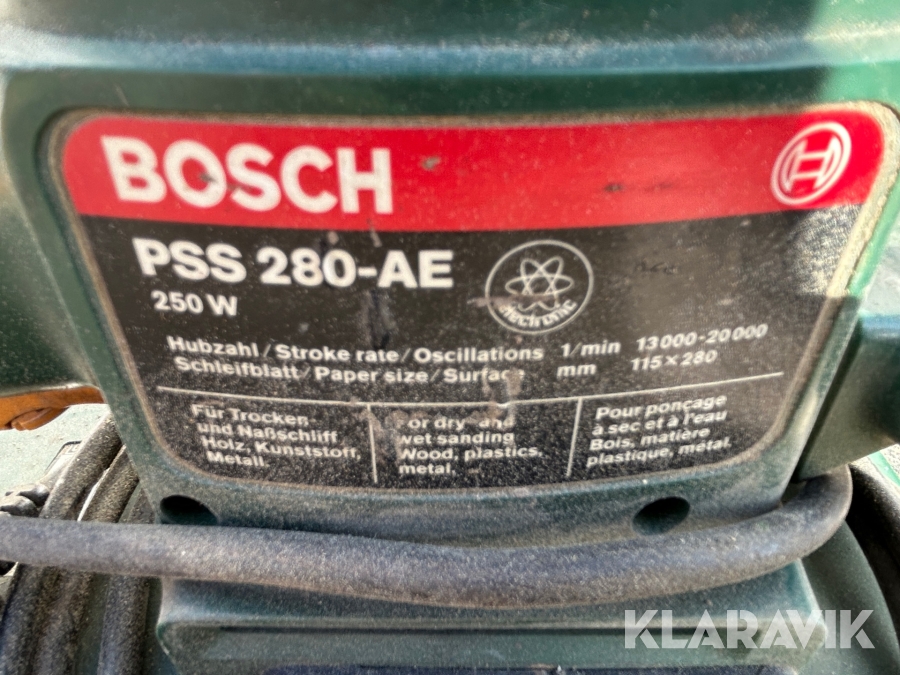 BOSCH
PSS 280-AE
250 W
electronic
Hubzahl/Stroke rate/Oscillations 1/min 13000-20000
Schleifblatt/Paper size/Surface mm 115×280
Für Trocken-
und Naßschliff
Holz, Kunststoff,
Metall.
For dry and
wet sanding
Wood, plastics,
metal.
Pour ponçage
à sec et à l'eau
Bois, matière
plastique, métal.
KLARAVIK